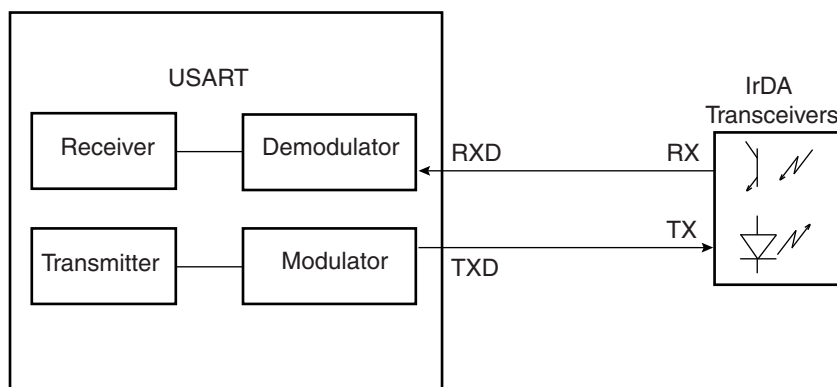 USART
IrDA
Transceivers
Receiver
Demodulator
RXD
RX
Transmitter
Modulator
TXD
TX